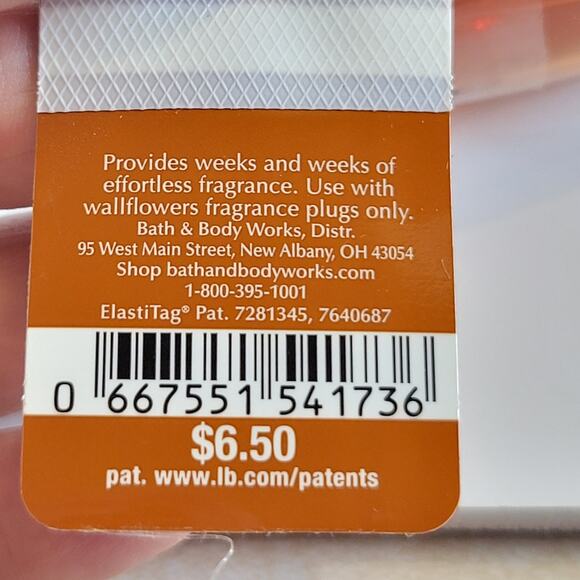 Provides weeks and weeks of
effortless fragrance. Use with
wallflowers fragrance plugs only.
Bath & Body Works, Distr.
95 West Main Street, New Albany, OH 43054
Shop bathandbodyworks.com
1-800-395-1001
ElastiTag® Pat. 7281345, 7640687
0 667551 541736
$6.50
pat. www.lb.com/patents